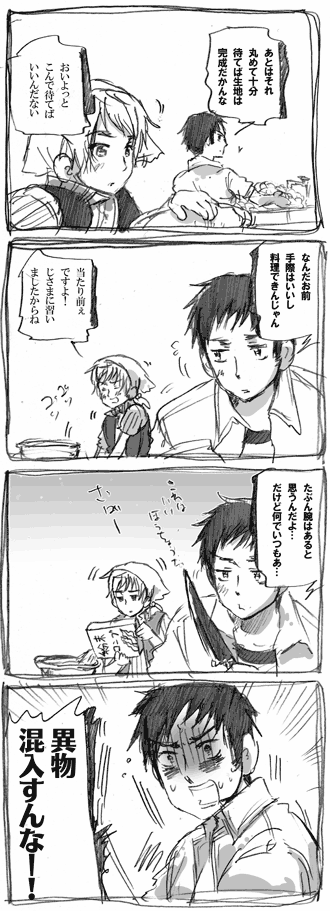 あとはそれ
丸めて十分
待てば生地は
完成だかんな
おいよっと
こんで待てば
いいんだない
なんだお前
手際はいいし
料理できんじゃん
当たり前ぇ
ですよ！
じさまに習い
ましたからね
たぶん腕はあると
思うんだよ…
だけど何でいつもあ…
異物
混入すんなー！！